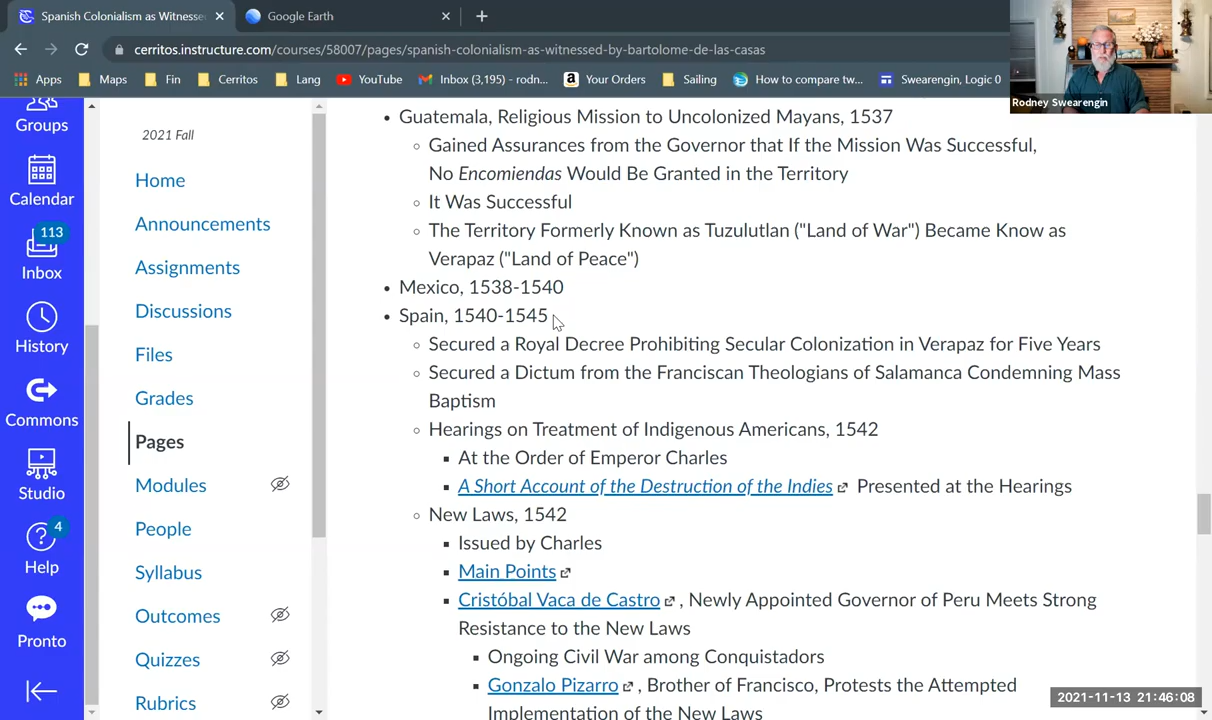 Spanish Colonialism as Witnesse
Google Earth
cerritos.instructure.com/courses/58007/pages/spanish-colonialism-as-witnessed-by-bartolome-de-las-casas
Apps
Maps
Fin
Cerritos
Lang
YouTube
Inbox (3,195) - rodn...
Your Orders
Sailing
How to compare tw...
Swearengin, Logic 0
Rodney Swearengin
Groups
Calendar
113
Inbox
History
Commons
Studio
4
Help
Pronto
2021 Fall
Home
Announcements
Assignments
Discussions
Files
Grades
Pages
Modules
People
Syllabus
Outcomes
Quizzes
Rubrics
Guatemala, Religious Mission to Uncolonized Mayans, 1537
Gained Assurances from the Governor that If the Mission Was Successful,
No Encomiendas Would Be Granted in the Territory
It Was Successful
The Territory Formerly Known as Tuzulutlan ("Land of War") Became Know as
Verapaz ("Land of Peace")
Mexico, 1538-1540
Spain, 1540-1545
Secured a Royal Decree Prohibiting Secular Colonization in Verapaz for Five Years
Secured a Dictum from the Franciscan Theologians of Salamanca Condemning Mass
Baptism
Hearings on Treatment of Indigenous Americans, 1542
At the Order of Emperor Charles
A Short Account of the Destruction of the Indies Presented at the Hearings
New Laws, 1542
Issued by Charles
Main Points
Cristóbal Vaca de Castro , Newly Appointed Governor of Peru Meets Strong
Resistance to the New Laws
Ongoing Civil War among Conquistadors
Gonzalo Pizarro , Brother of Francisco, Protests the Attempted
Implementation of the New Laws
2021-11-13 21:46:08